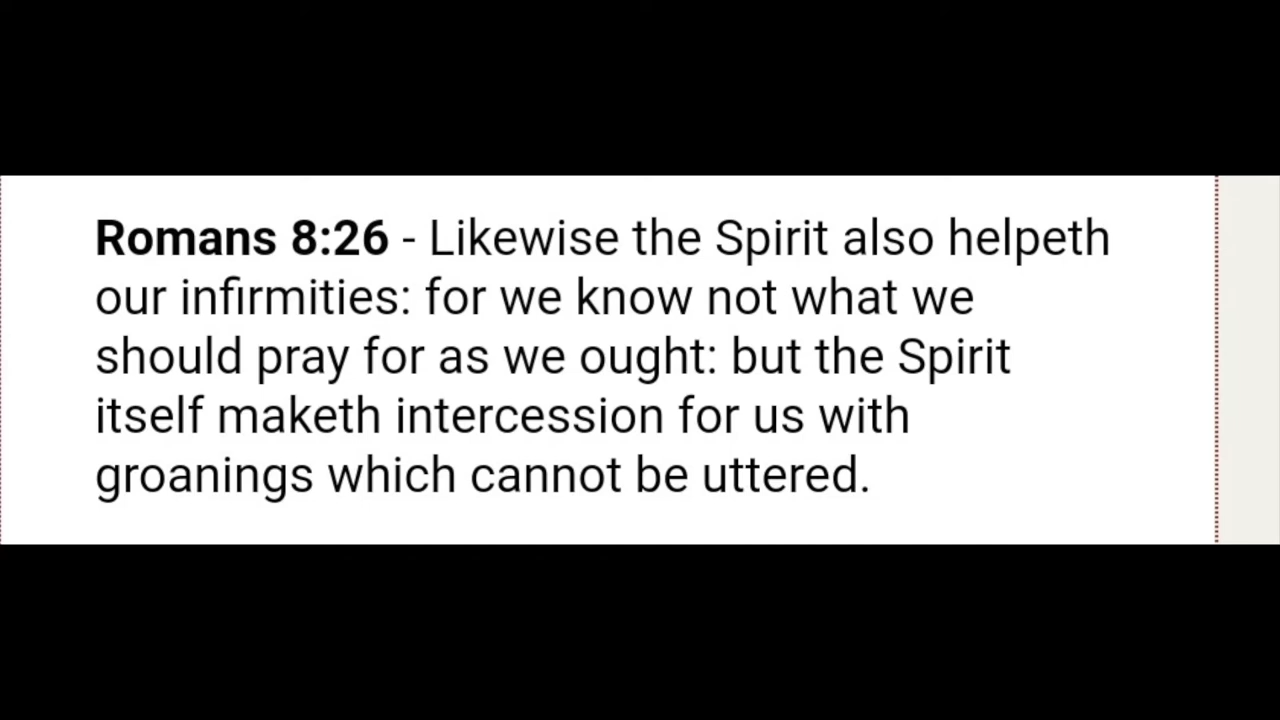 Romans 8:26 - Likewise the Spirit also helpeth
our infirmities: for we know not what we
should pray for as we ought: but the Spirit
itself maketh intercession for us with
groanings which cannot be uttered.